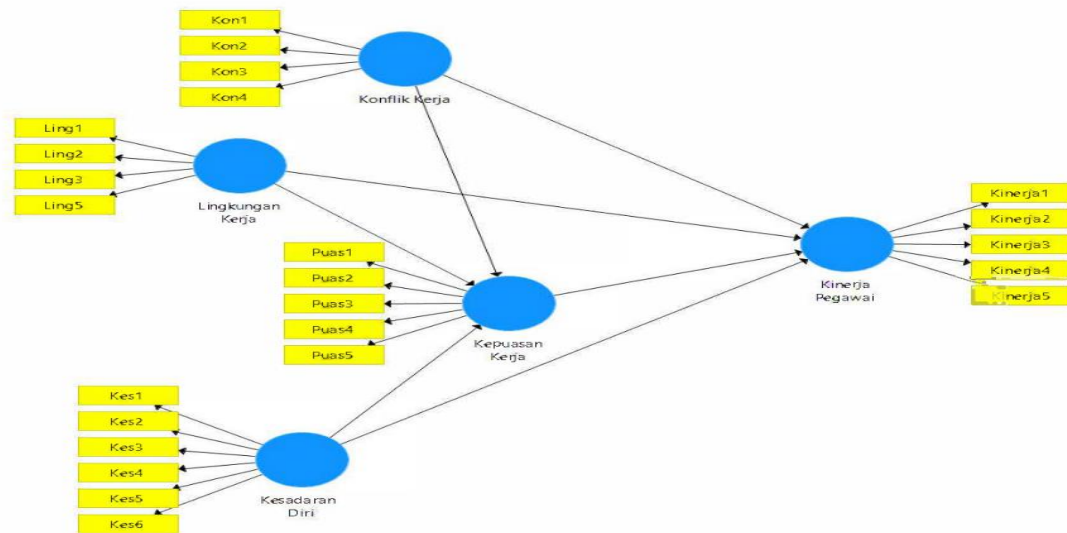 Kon1
Kon2
Kon3
Kon4
Konflik Kerja
Ling1
Ling2
Ling3
Ling5
Lingkungan
Kerja
Puas1
Puas2
Puas3
Puas4
Puas5
Kepuasan
Kerja
Kinerja1
Kinerja2
Kinerja3
Kinerja4
Kinerja5
Kinerja
Pegawai
Kes1
Kes2
Kes3
Kes4
Kes5
Kes6
Kesadaran
Diri